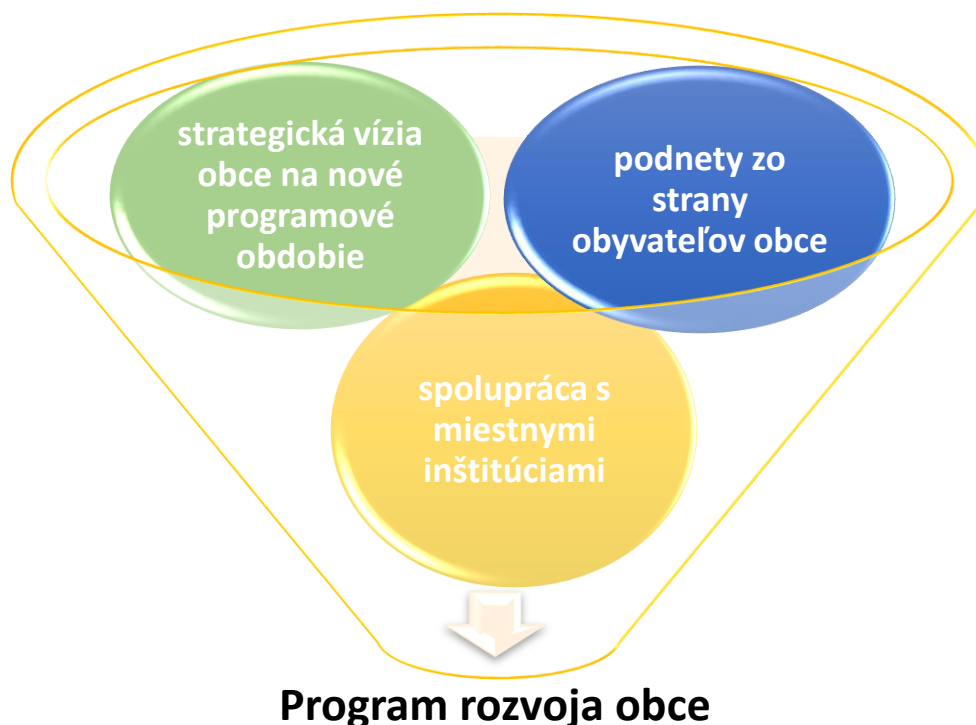 strategická vízia
obce na nové
programové
obdobie
podnety zo
strany
obyvateľov obce
spolupráca s
miestnymi
inštitúciami
Program rozvoja obce